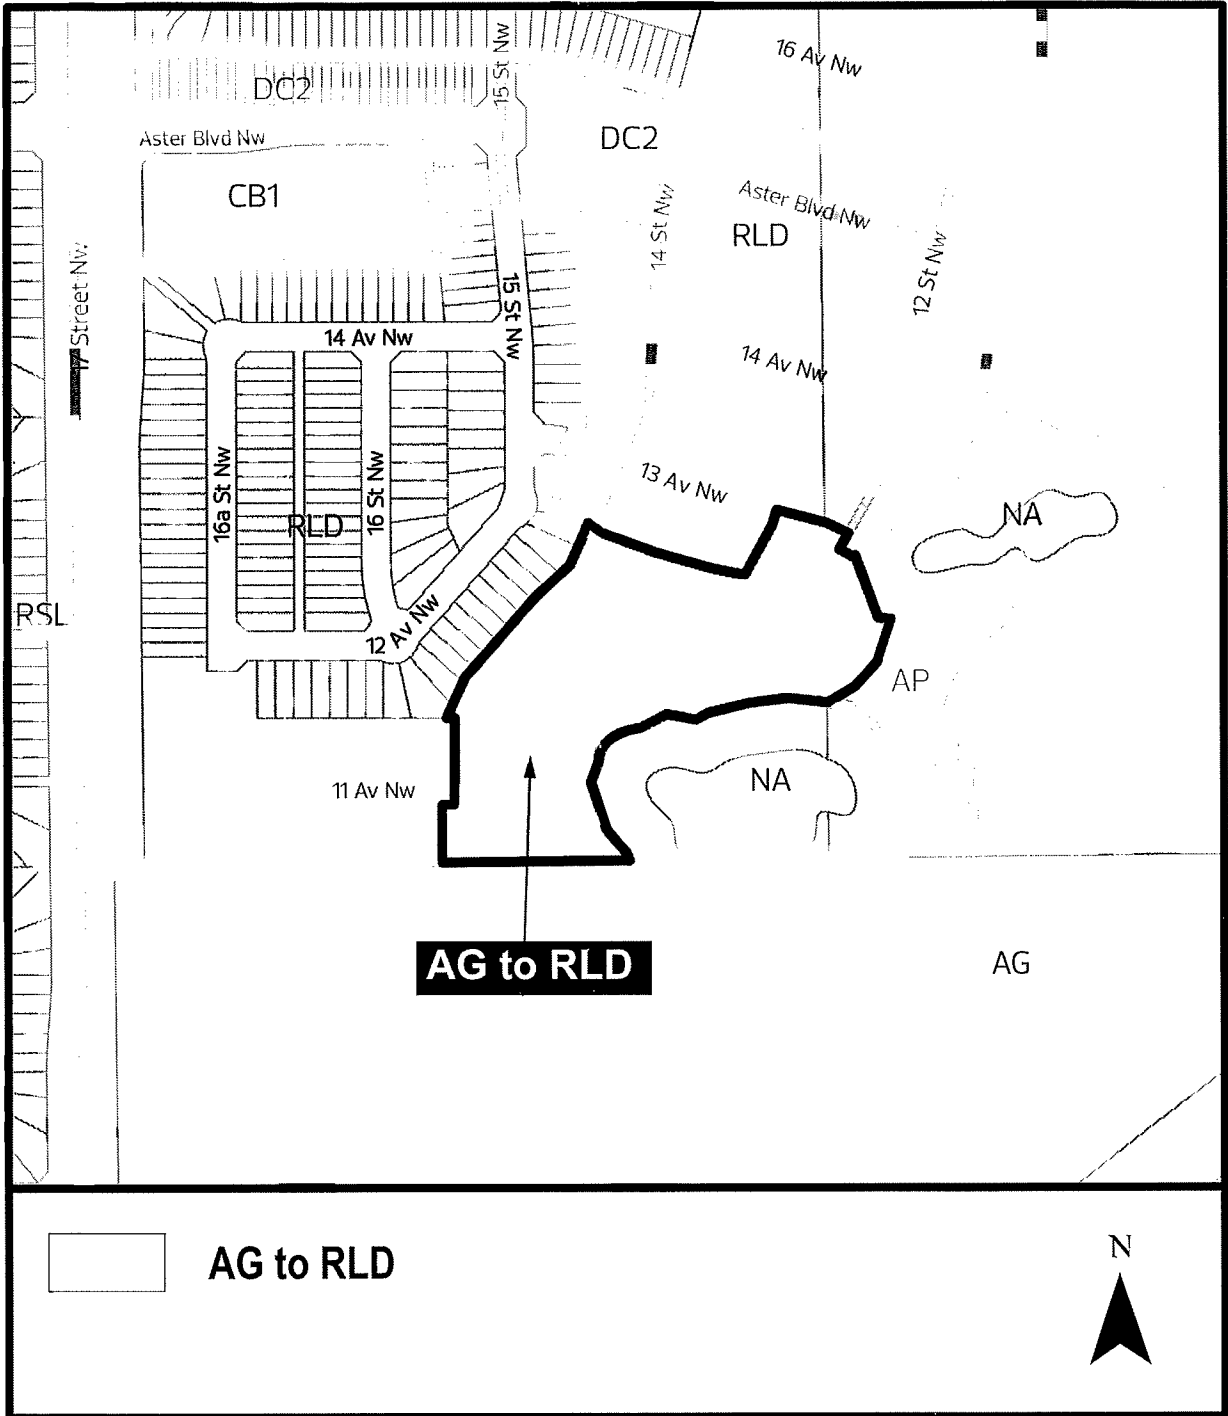 16 Av Nw
15 St Nw
DC2
DC2
Aster Blvd Nw
CB1
Aster Blvd Nw
14 St Nw
RLD
12 St Nw
17 Street Nw
15 St Nw
14 Av Nw
14 Av Nw
13 Av Nw
16a St Nw
16 St Nw
RLD
NA
RSL
12 Av Nw
AP
11 Av Nw
NA
AG to RLD
AG
AG to RLD
N